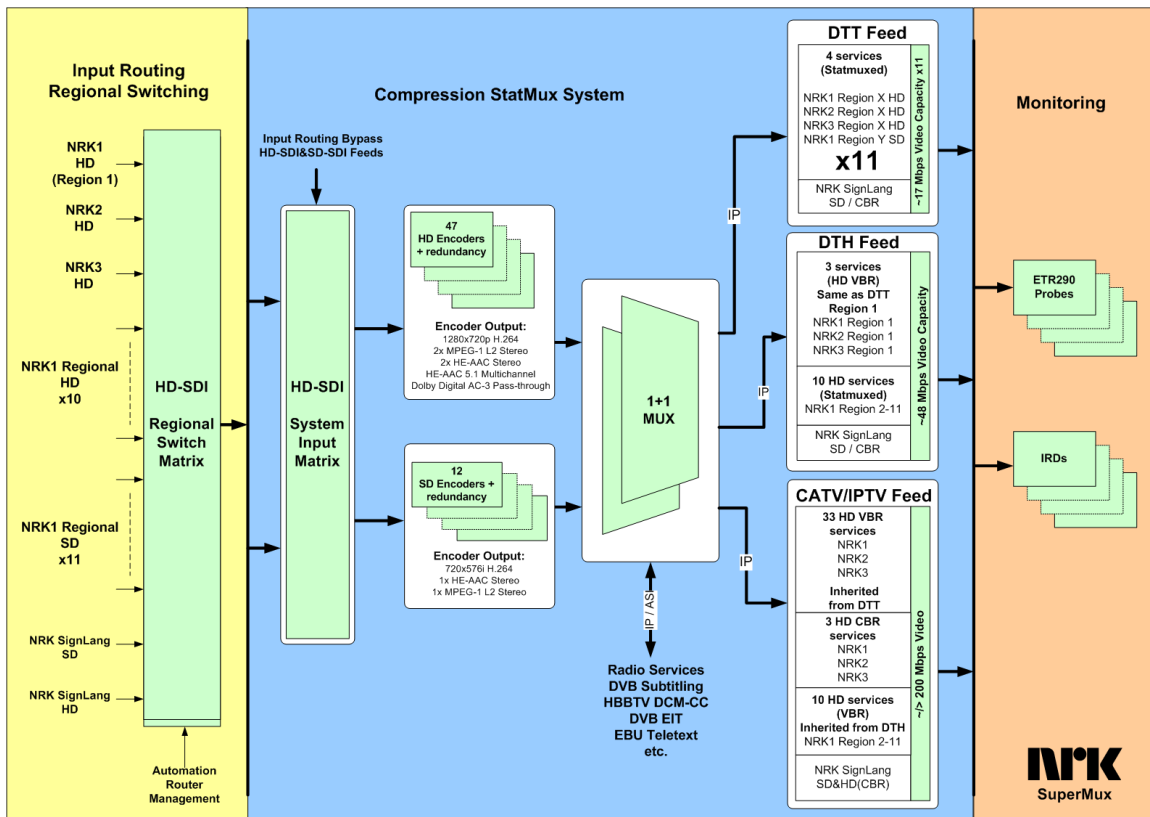 Input Routing
Regional Switching
NRK1
HD
(Region 1)
NRK2
HD
NRK3
HD
NRK1 Regional
HD
x10
NRK1 Regional
SD
x11
NRK SignLang
SD
NRK SignLang
HD
HD-SDI
Regional
Switch
Matrix
Automation
Router
Management
Compression StatMux System
Input Routing Bypass
HD-SDI&SD-SDI Feeds
HD-SDI
System
Input
Matrix
47
HD Encoders
+ redundancy
Encoder Output:
1280x720p H.264
2x MPEG-1 L2 Stereo
2x HE-AAC Stereo
HE-AAC 5.1 Multichannel
Dolby Digital AC-3 Pass-through
12
SD Encoders +
redundancy
Encoder Output:
720x576i H.264
1x HE-AAC Stereo
1x MPEG-1 L2 Stereo
1+1
MUX
IP
IP
IP
IP / ASI
Radio Services
DVB Subtitling
HBBTV DCM-CC
DVB EIT
EBU Teletext
etc.
DTT Feed
4 services
(Statmuxed)
NRK1 Region X HD
NRK2 Region X HD
NRK3 Region X HD
NRK1 Region Y SD
x11
NRK SignLang
SD / CBR
~17 Mbps Video Capacity x11
DTH Feed
3 services
(HD VBR)
Same as DTT
Region 1
NRK1 Region 1
NRK2 Region 1
NRK3 Region 1
10 HD services
(Statmuxed)
NRK1 Region 2-11
NRK SignLang
SD / CBR
~48 Mbps Video Capacity
CATV/IPTV Feed
33 HD VBR
services
NRK1
NRK2
NRK3
Inherited
from DTT
3 HD CBR
services
NRK1
NRK2
NRK3
10 HD services
(VBR)
Inherited from DTH
NRK1 Region 2-11
NRK SignLang
SD&HD(CBR)
~/> 200 Mbps Video
Monitoring
ETR290
Probes
IRDs
NRK
SuperMux